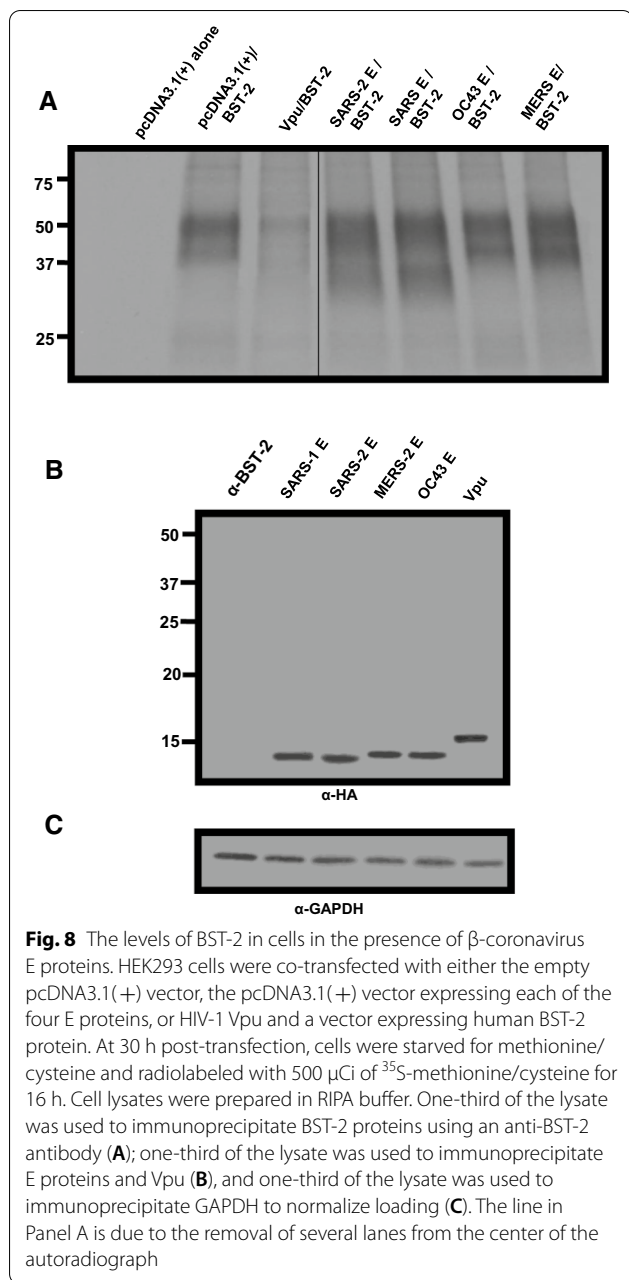 A
pcDNA3.1(+) alone
pcDNA3.1(+)/
BST-2
Vpu/BST-2
SARS-2 E /
BST-2
SARS E /
BST-2
OC43 E /
BST-2
MERS E/
BST-2
75
50
37
25
B
α-BST-2
SARS-1 E
SARS-2 E
MERS-2 E
OC43 E
Vpu
50
37
25
20
15
α-HA
C
α-GAPDH
Fig. 8 The levels of BST-2 in cells in the presence of β-coronavirus
E proteins. HEK293 cells were co-transfected with either the empty
pcDNA3.1(+) vector, the pcDNA3.1(+) vector expressing each of the
four E proteins, or HIV-1 Vpu and a vector expressing human BST-2
protein. At 30 h post-transfection, cells were starved for methionine/
cysteine and radiolabeled with 500 μCi of ³⁵S-methionine/cysteine for
16 h. Cell lysates were prepared in RIPA buffer. One-third of the lysate
was used to immunoprecipitate BST-2 proteins using an anti-BST-2
antibody (A); one-third of the lysate was used to immunoprecipitate
E proteins and Vpu (B), and one-third of the lysate was used to
immunoprecipitate GAPDH to normalize loading (C). The line in
Panel A is due to the removal of several lanes from the center of the
autoradiograph